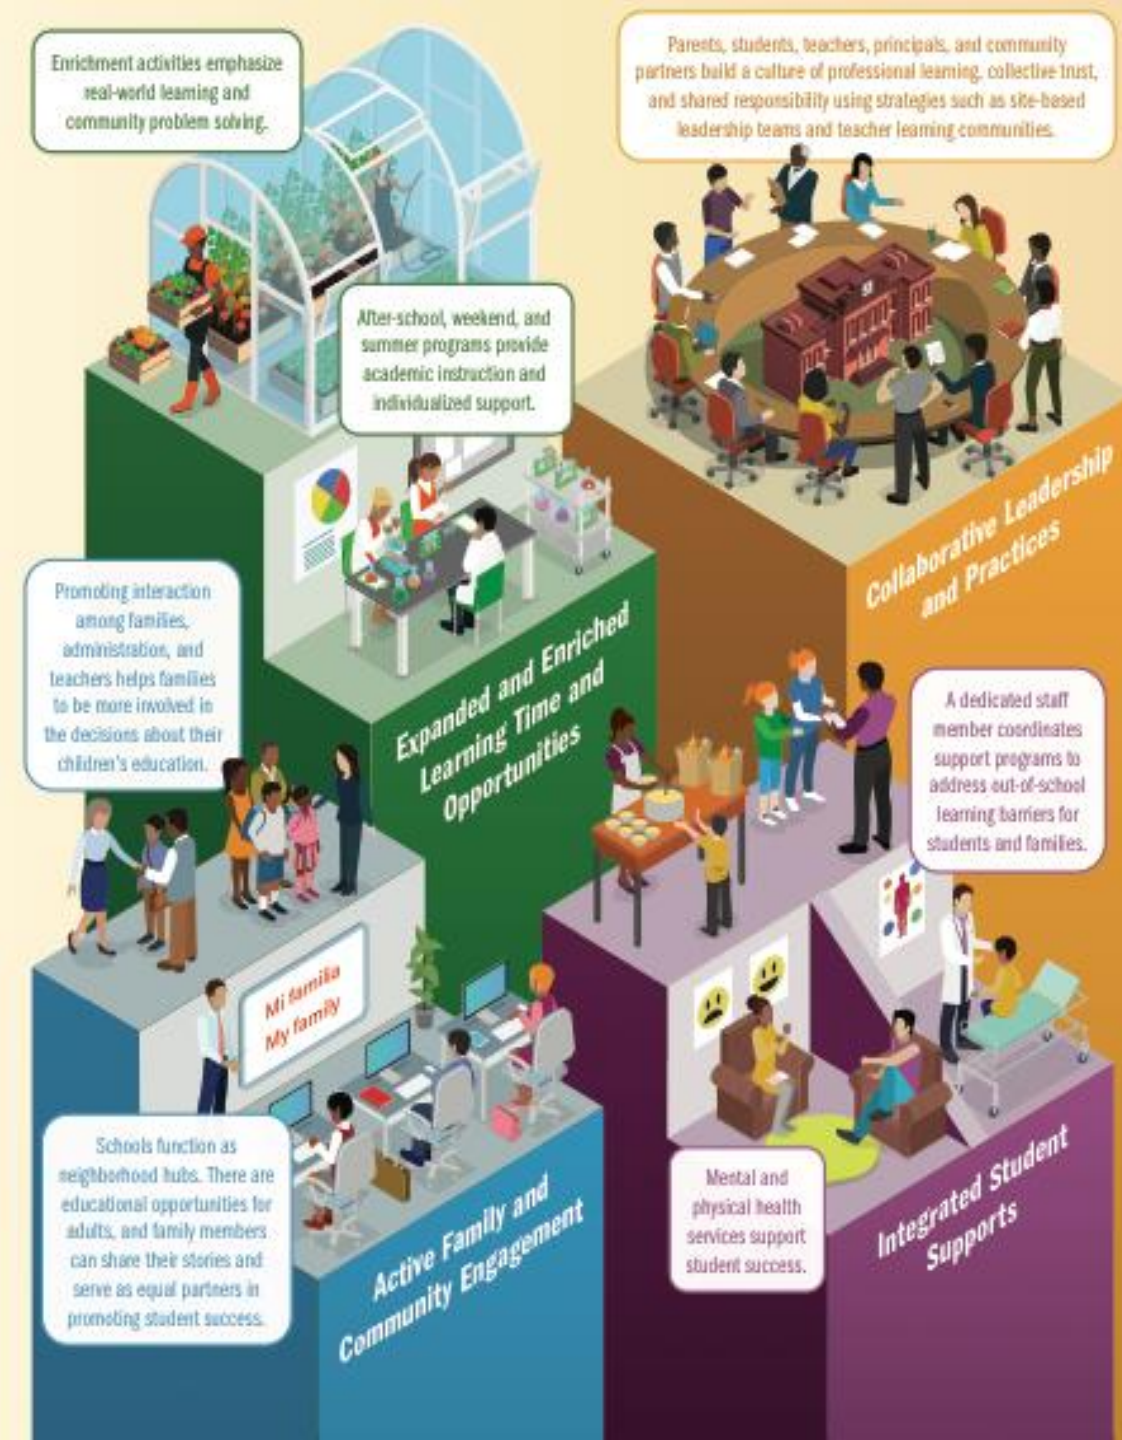 Enrichment activities emphasize
real-world learning and
community problem solving.
Parents, students, teachers, principals, and community
partners build a culture of professional learning, collective trust,
and shared responsibility using strategies such as site-based
leadership teams and teacher learning communities.
After-school, weekend, and
summer programs provide
academic instruction and
individualized support.
Collaborative Leadership
and Practices
Promoting interaction
among families,
administration, and
teachers helps families
to be more involved in
the decisions about their
children's education.
Expanded and Enriched
Learning Time and
Opportunities
A dedicated staff
member coordinates
support programs to
address out-of-school
learning barriers for
students and families.
Mi familia
My family
Schools function as
neighborhood hubs. There are
educational opportunities for
adults, and family members
can share their stories and
serve as equal partners in
promoting student success.
Active Family and
Community Engagement
Mental and
physical health
services support
student success.
Integrated Student
Supports